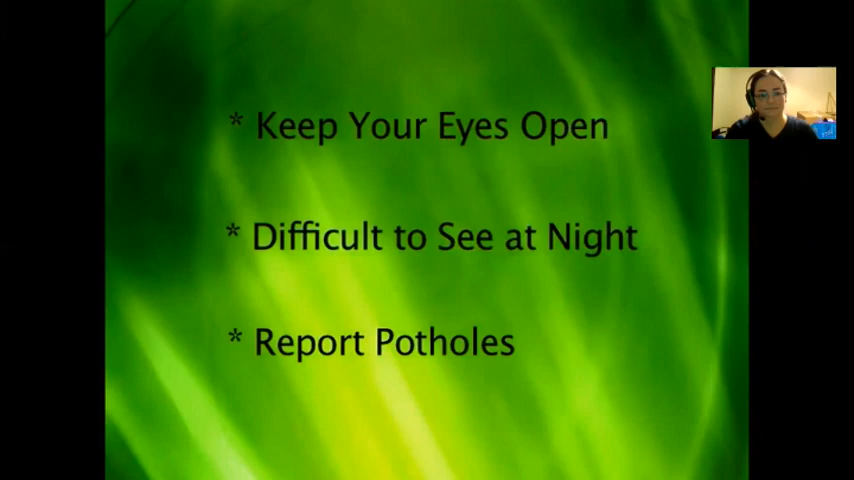 * Keep Your Eyes Open
* Difficult to See at Night
* Report Potholes